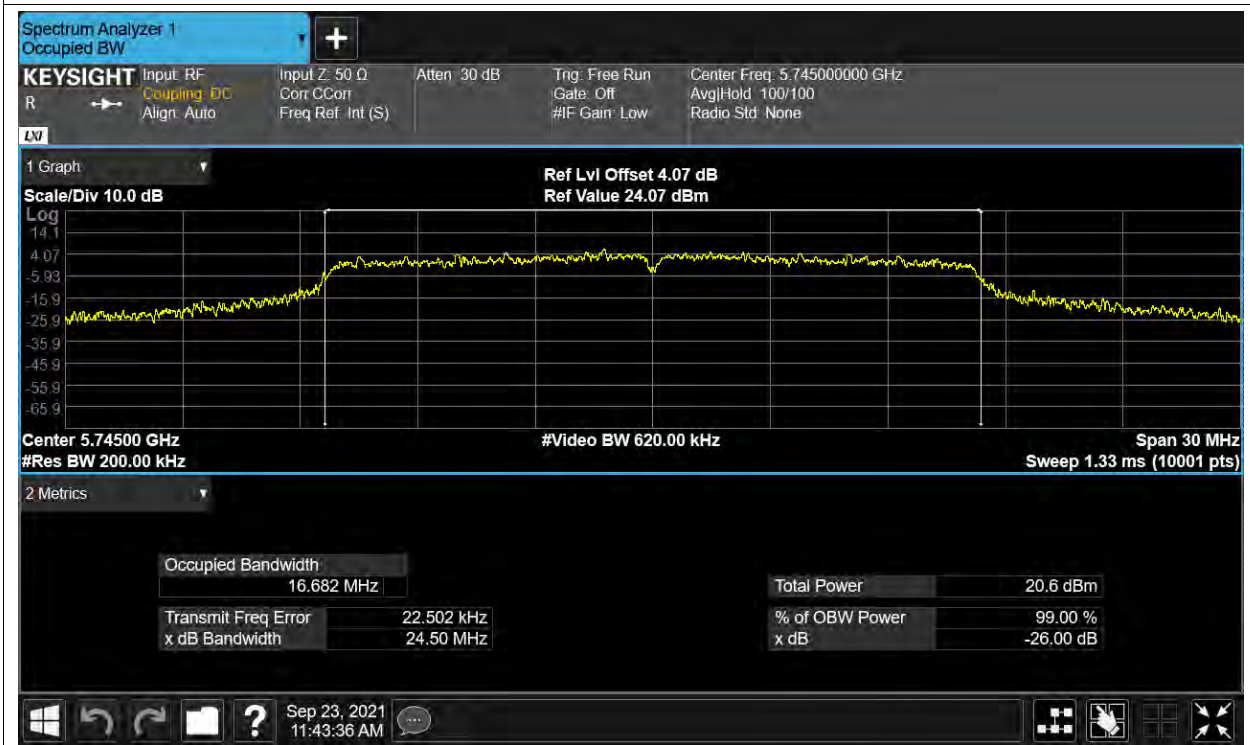 Spectrum Analyzer 1
Occupied BW
+
KEYSIGHT Input: RF Input Z: 50 Ω Atten: 30 dB Trig: Free Run Center Freq: 5.745000000 GHz
R Coupling: DC Corr CCorr Gate: Off Avg|Hold: 100/100
Align: Auto Freq Ref: Int (S) #IF Gain: Low Radio Std: None
LXI
1 Graph
Ref Lvl Offset 4.07 dB
Scale/Div 10.0 dB Ref Value 24.07 dBm
Log
14.1
4.07
-5.93
-15.9
-25.9
-35.9
-45.9
-55.9
-65.9
Center 5.74500 GHz #Video BW 620.00 kHz Span 30 MHz
#Res BW 200.00 kHz Sweep 1.33 ms (10001 pts)
2 Metrics
Occupied Bandwidth
16.682 MHz Total Power 20.6 dBm
Transmit Freq Error 22.502 kHz % of OBW Power 99.00 %
x dB Bandwidth 24.50 MHz x dB -26.00 dB
? Sep 23, 2021
11:43:36 AM